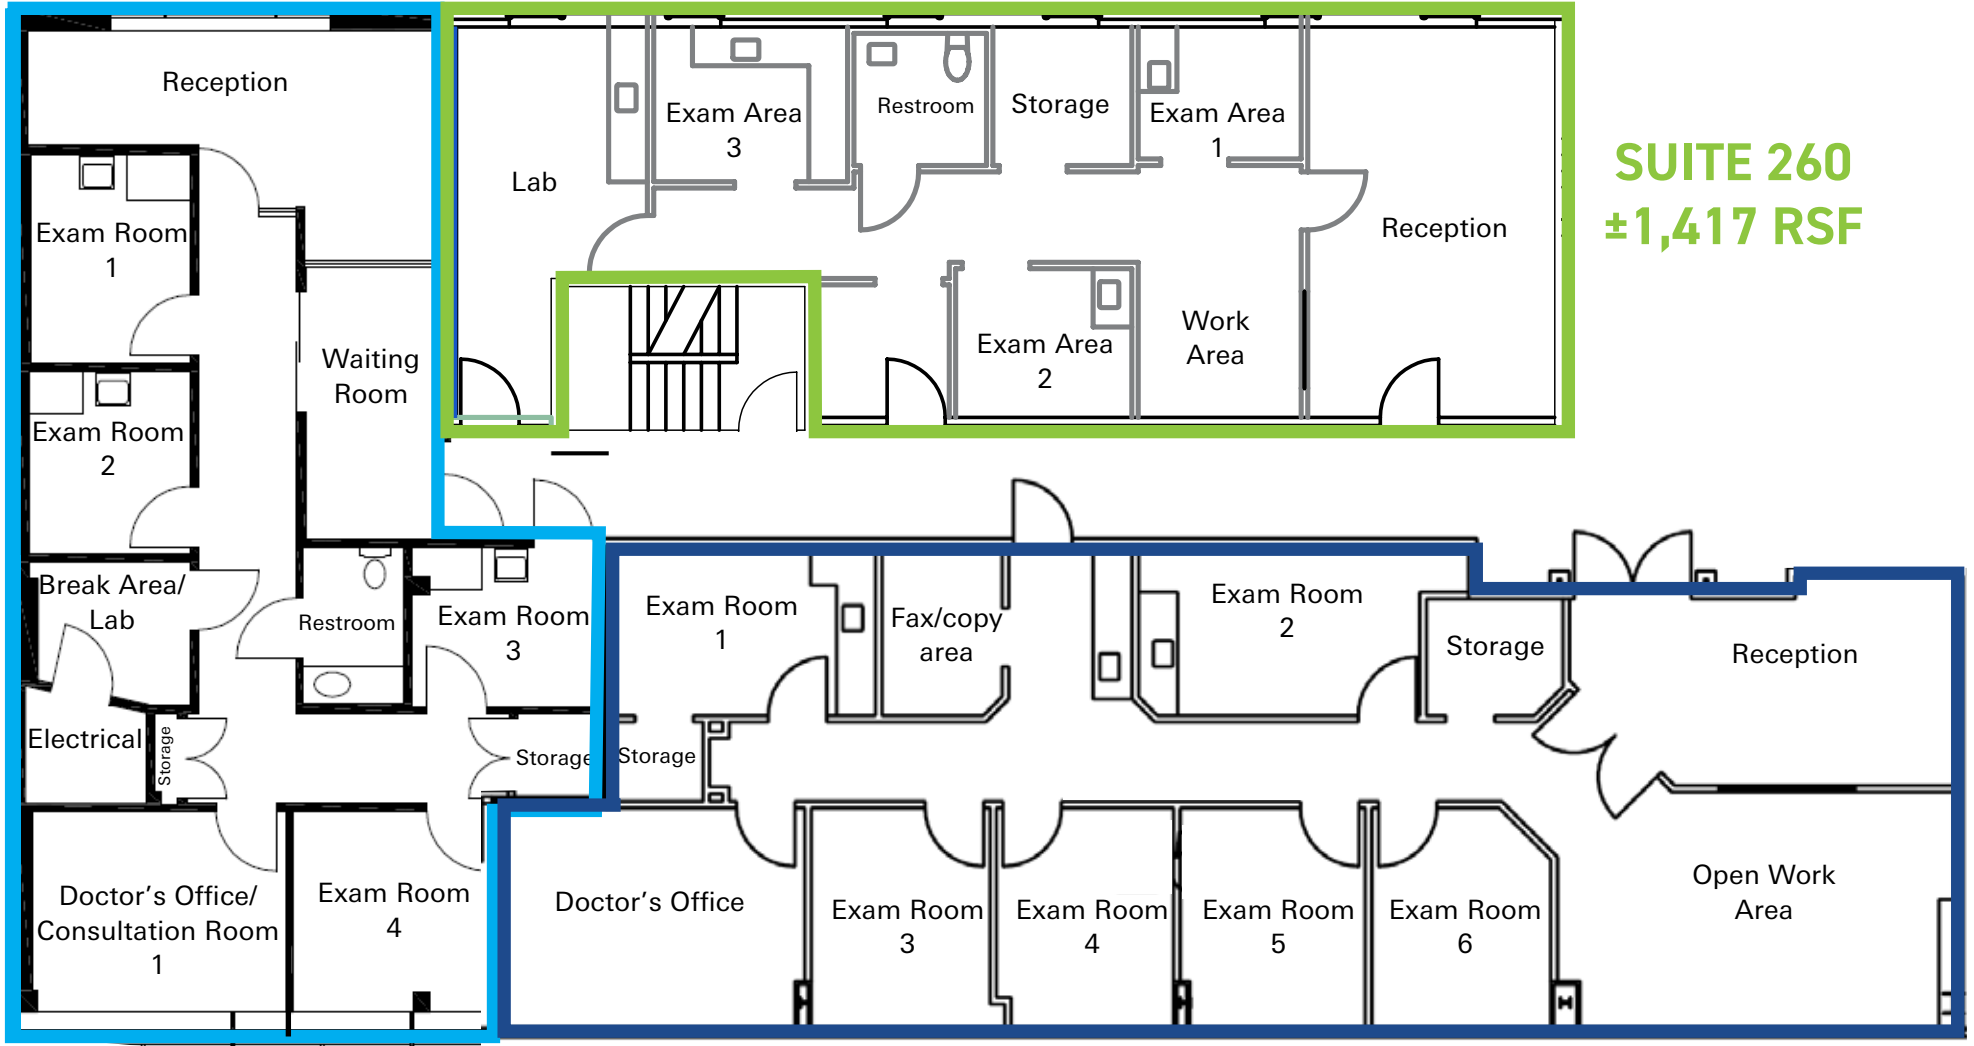 Reception
Exam Room
1
Exam Room
2
Waiting
Room
Break Area/
Lab
Restroom
Exam Room
3
Electrical
Storage
Storage
Doctor's Office/
Consultation Room
1
Exam Room
4
Lab
Exam Area
3
Restroom
Storage
Exam Area
1
Reception
Exam Area
2
Work
Area
SUITE 260
±1,417 RSF
Exam Room
1
Fax/copy
area
Exam Room
2
Storage
Reception
Storage
Doctor's Office
Exam Room
3
Exam Room
4
Exam Room
5
Exam Room
6
Open Work
Area